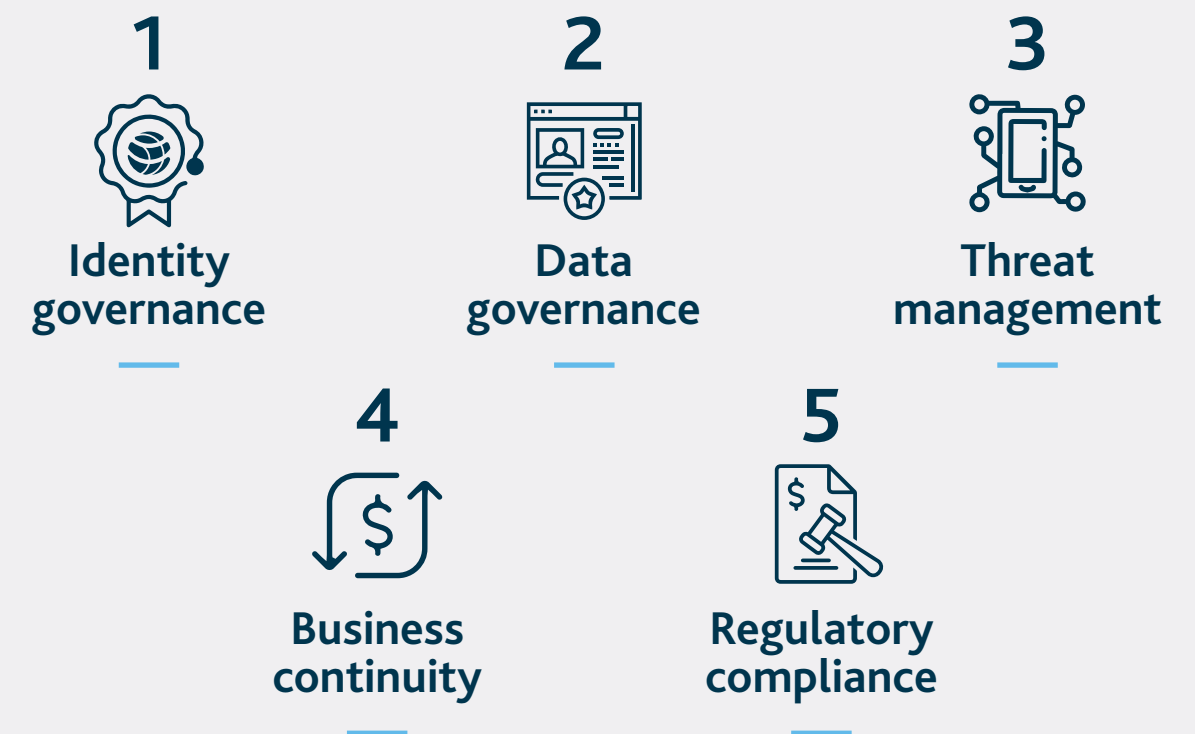 1
Identity
governance
2
Data
governance
3
Threat
management
4
$
Business
continuity
5
$
Regulatory
compliance